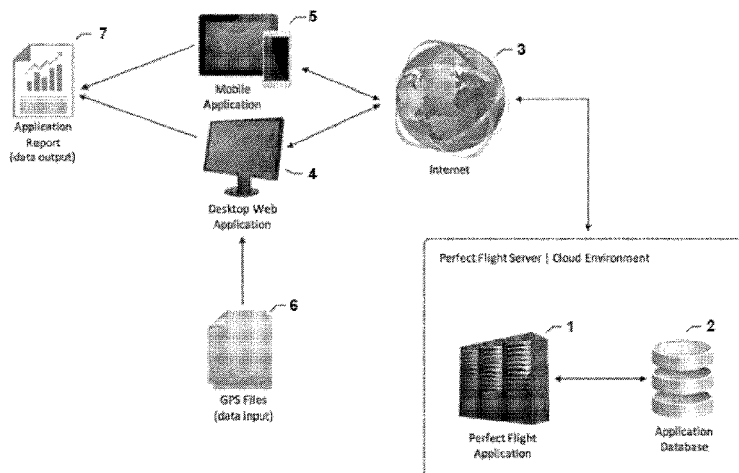 7
Application
Report
(data output)
5
Mobile
Application
4
Desktop Web
Application
3
Internet
6
GPS Files
(data input)
Perfect Flight Server | Cloud Environment
1
Perfect Flight
Application
2
Application
Database